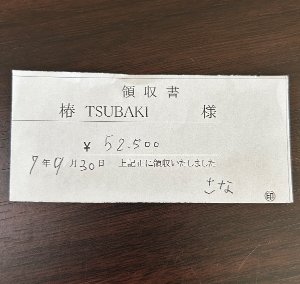 領収書
椿 TSUBAKI 様
¥ 52.500
7年9月30日 上記正に領収いたしました
さな
印